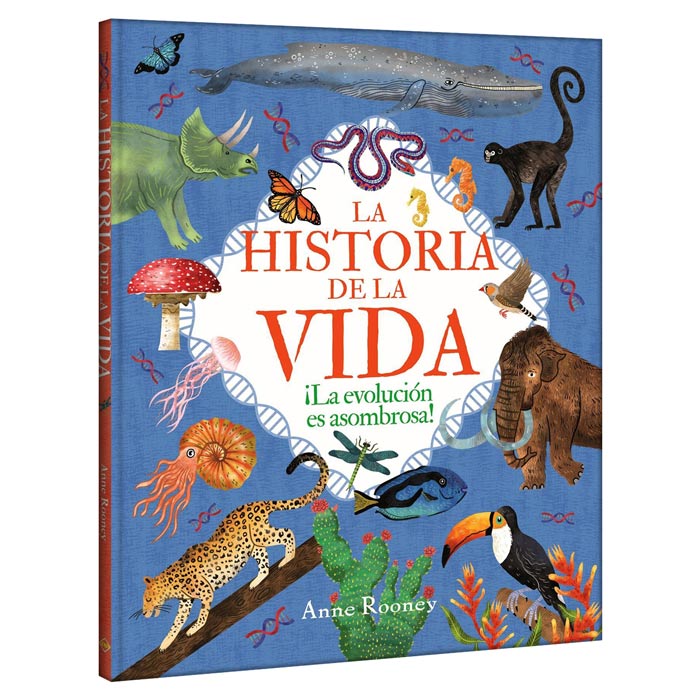 LA
HISTORIA
DE LA
VIDA
¡La evolución
es asombrosa!
Anne Rooney
LA HISTORIA DE LA VIDA
Anne Rooney